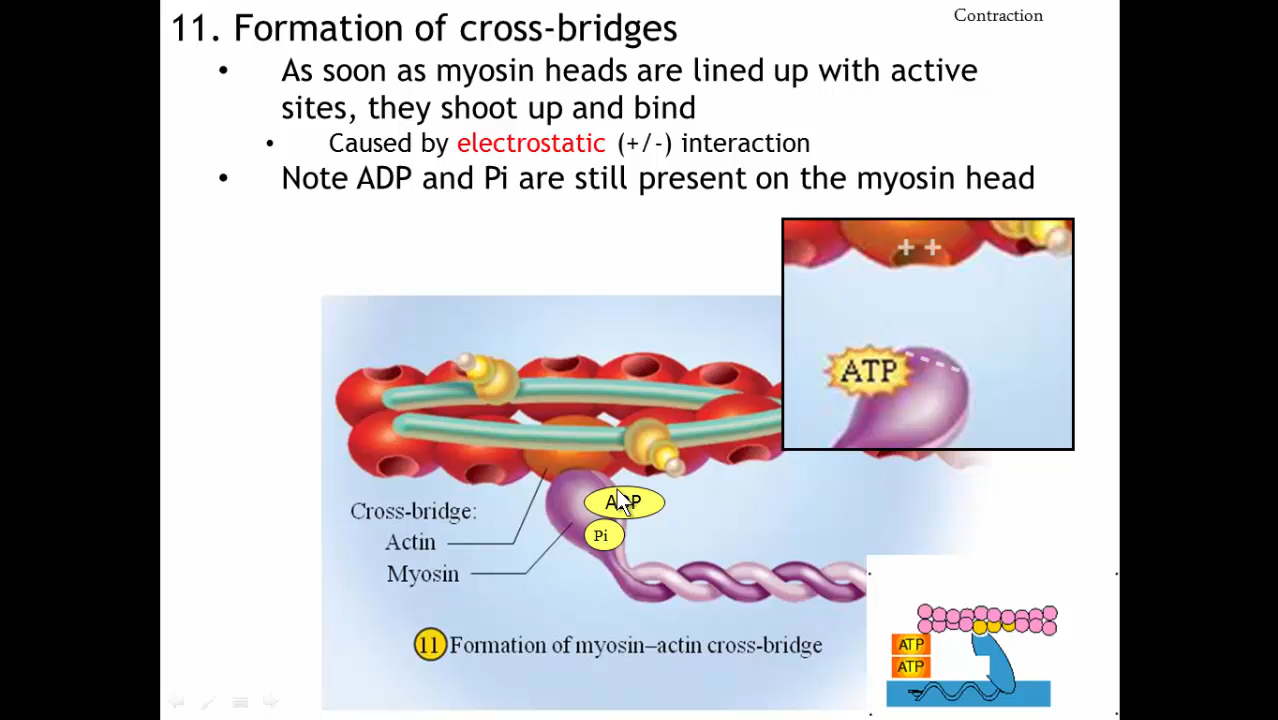 Contraction
11. Formation of cross-bridges
• As soon as myosin heads are lined up with active
sites, they shoot up and bind
• Caused by electrostatic (+/-) interaction
• Note ADP and Pi are still present on the myosin head
+ +
ATP
ADP
Pi
Cross-bridge:
Actin
Myosin
11 Formation of myosin–actin cross-bridge
ATP
ATP